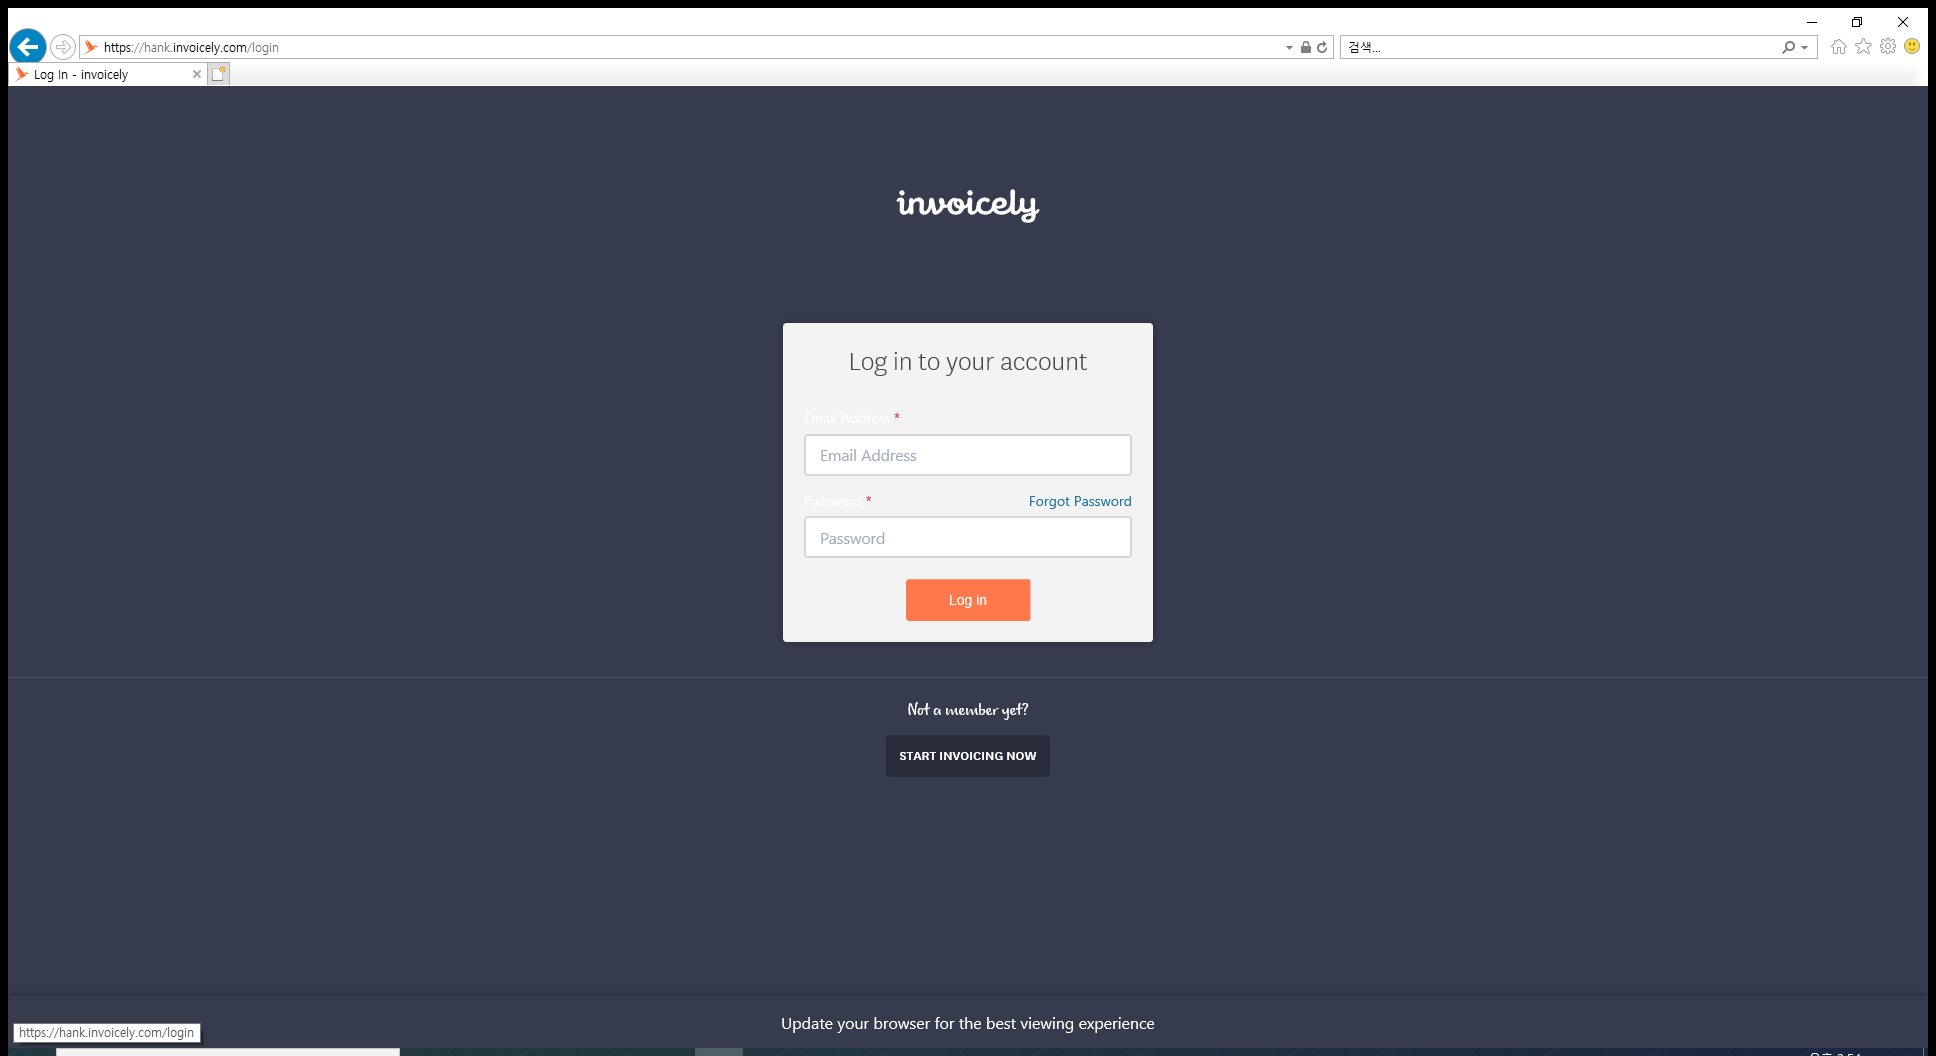 https://hank.invoicely.com/login
검색...
Log In - invoicely
invoicely
Log in to your account
Email Address *
Email Address
Password * Forgot Password
Password
Log in
Not a member yet?
START INVOICING NOW
Update your browser for the best viewing experience
https://hank.invoicely.com/login